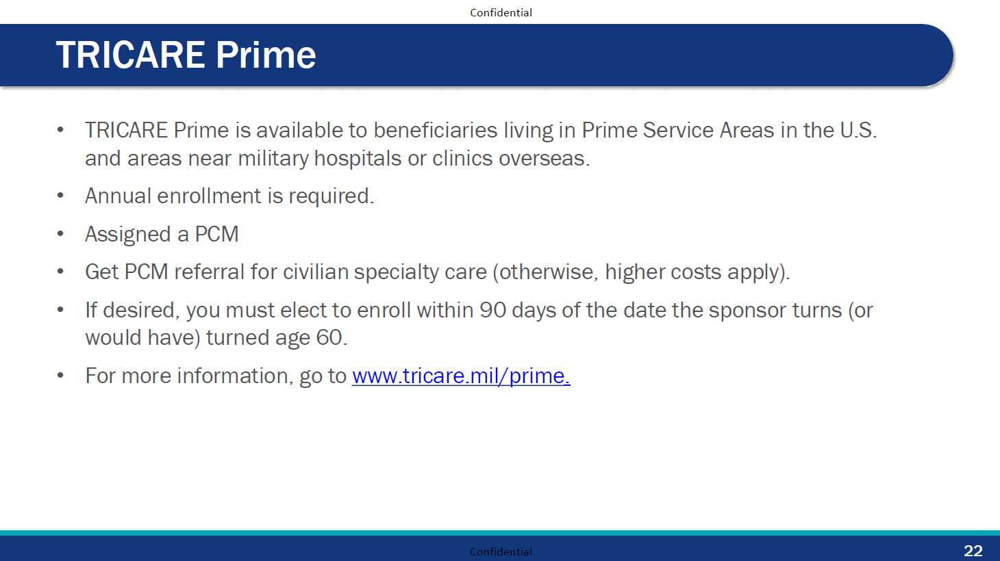 Confidential
TRICARE Prime
• TRICARE Prime is available to beneficiaries living in Prime Service Areas in the U.S.
and areas near military hospitals or clinics overseas.
• Annual enrollment is required.
• Assigned a PCM
• Get PCM referral for civilian specialty care (otherwise, higher costs apply).
• If desired, you must elect to enroll within 90 days of the date the sponsor turns (or
would have) turned age 60.
• For more information, go to www.tricare.mil/prime.
Confidential
22